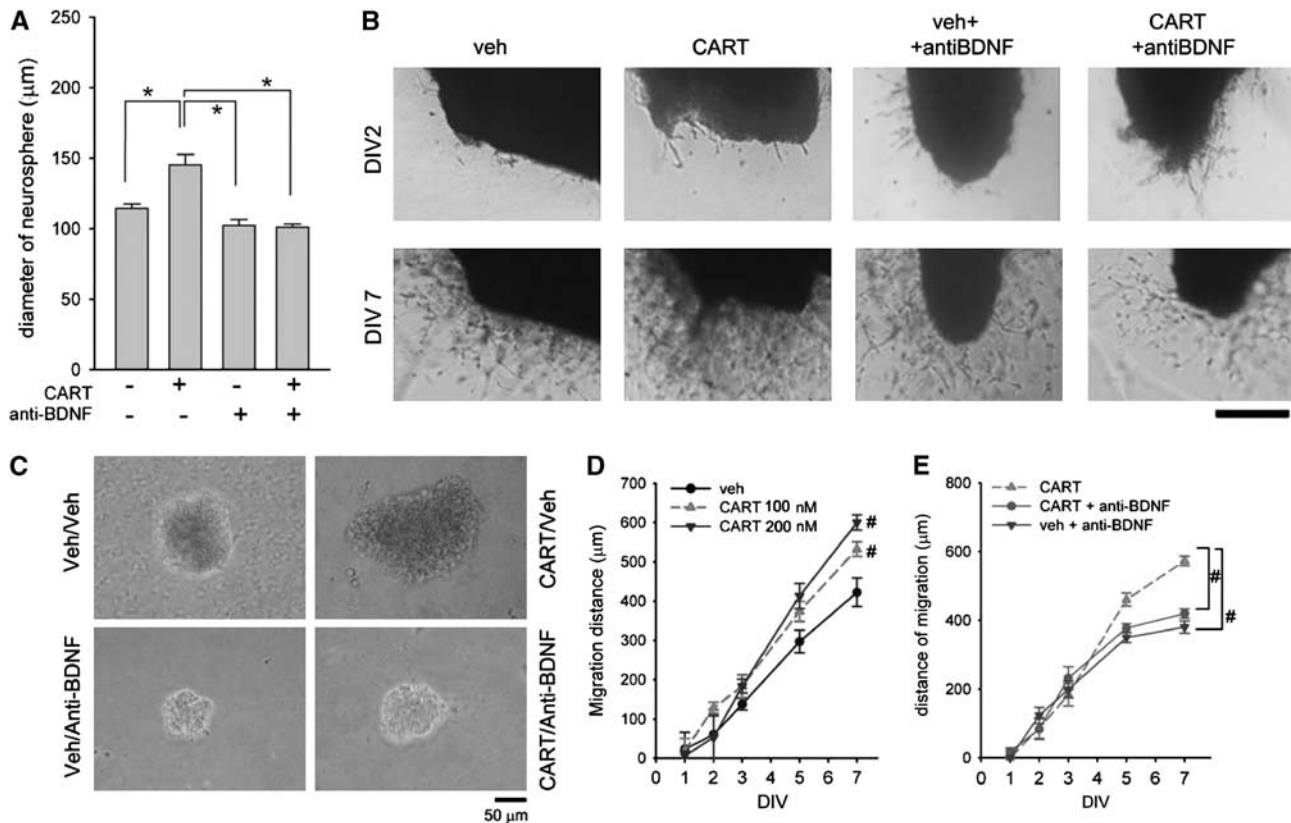 A
250
200
150
100
50
0
diameter of neurosphere (μm)
*
*
*
CART - + - +
anti-BDNF - - + +
B
veh
CART
veh+
+antiBDNF
CART
+antiBDNF
DIV2
DIV 7
C
Veh/Veh
CART/Veh
Veh/Anti-BDNF
CART/Anti-BDNF
50 μm
D
700
600
500
400
300
200
100
0
Migration distance (μm)
veh
CART 100 nM
CART 200 nM
#
#
0 1 2 3 4 5 6 7
DIV
E
800
600
400
200
0
distance of migration (μm)
CART
CART + anti-BDNF
veh + anti-BDNF
#
#
0 1 2 3 4 5 6 7
DIV